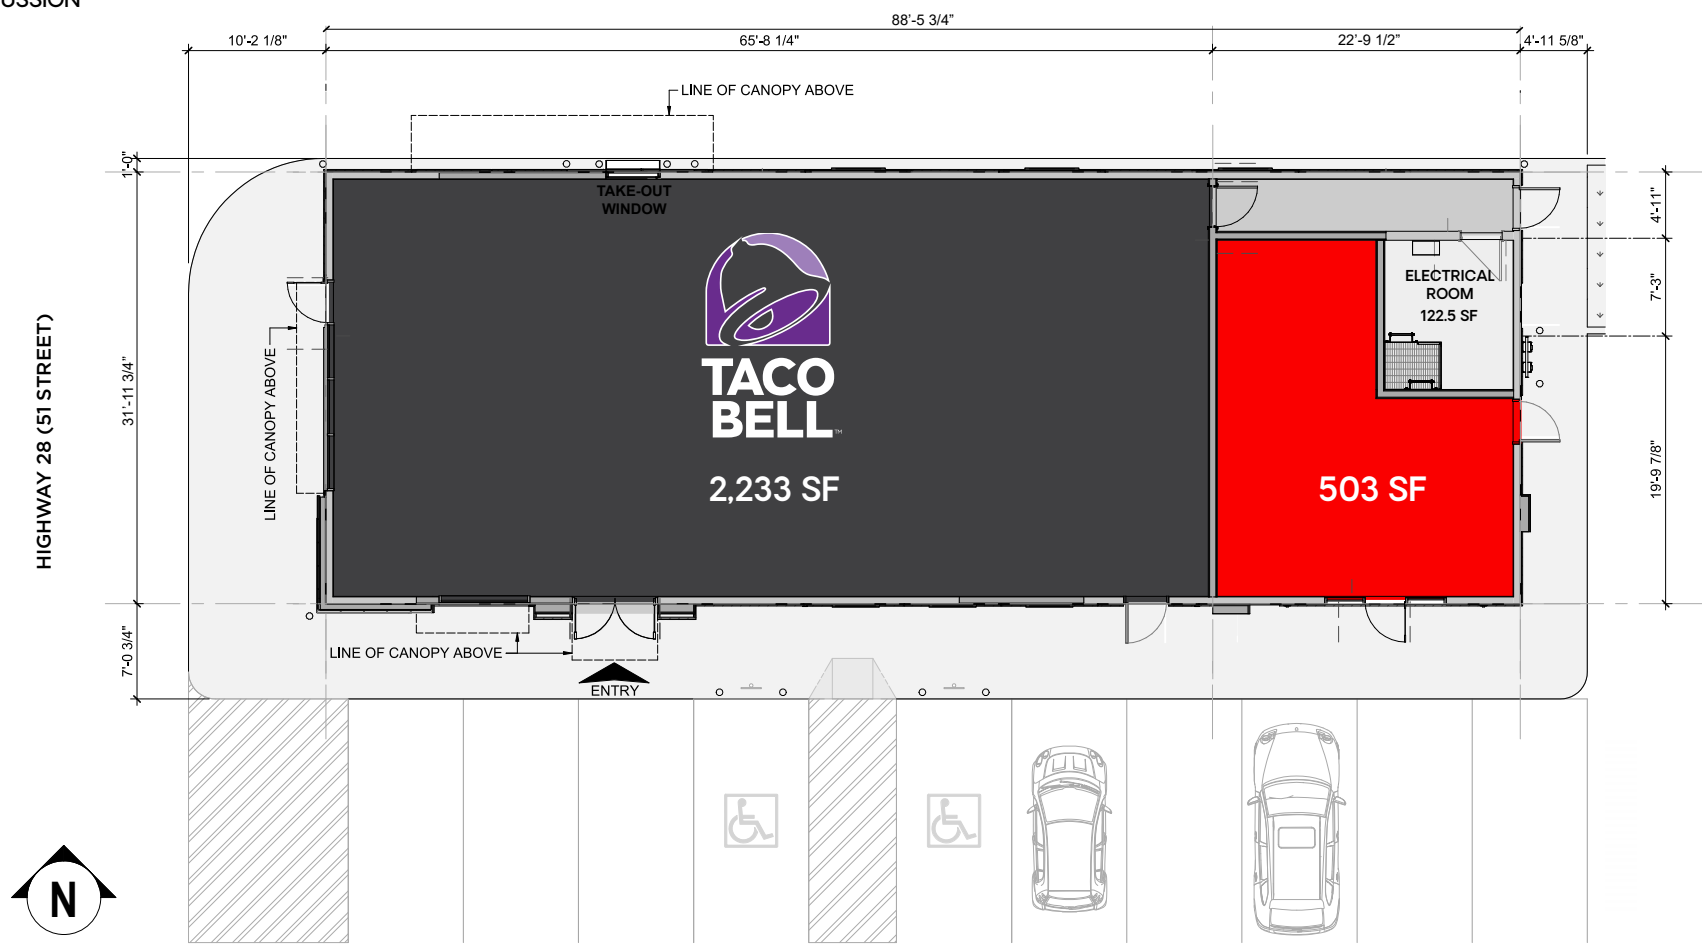 USSION
88'-5 3/4"
10'-2 1/8"
65'-8 1/4"
22'-9 1/2"
4'-11 5/8"
LINE OF CANOPY ABOVE
1'-0"
TAKE-OUT
WINDOW
4'-11"
ELECTRICAL
ROOM
122.5 SF
7'-3"
HIGHWAY 28 (51 STREET)
31'-11 3/4"
LINE OF CANOPY ABOVE
TACO
BELL™
2,233 SF
503 SF
19'-9 7/8"
7'-0 3/4"
LINE OF CANOPY ABOVE
ENTRY
N